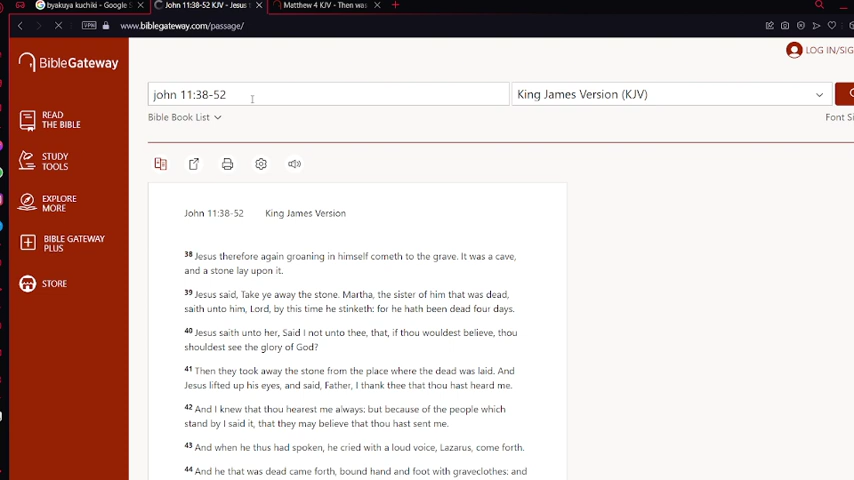 byakuya kuchiki - Google S
John 11:38-52 KJV - Jesus t
Matthew 4 KJV - Then was
VPN
www.biblegateway.com/passage/
BibleGateway
LOG IN/SIG
john 11:38-52
King James Version (KJV)
Bible Book List
Font Si
READ
THE BIBLE
STUDY
TOOLS
EXPLORE
MORE
BIBLE GATEWAY
PLUS
STORE
John 11:38-52 King James Version
38 Jesus therefore again groaning in himself cometh to the grave. It was a cave,
and a stone lay upon it.
39 Jesus said, Take ye away the stone. Martha, the sister of him that was dead,
saith unto him, Lord, by this time he stinketh: for he hath been dead four days.
40 Jesus saith unto her, Said I not unto thee, that, if thou wouldest believe, thou
shouldest see the glory of God?
41 Then they took away the stone from the place where the dead was laid. And
Jesus lifted up his eyes, and said, Father, I thank thee that thou hast heard me.
42 And I knew that thou hearest me always: but because of the people which
stand by I said it, that they may believe that thou hast sent me.
43 And when he thus had spoken, he cried with a loud voice, Lazarus, come forth.
44 And he that was dead came forth, bound hand and foot with graveclothes: and